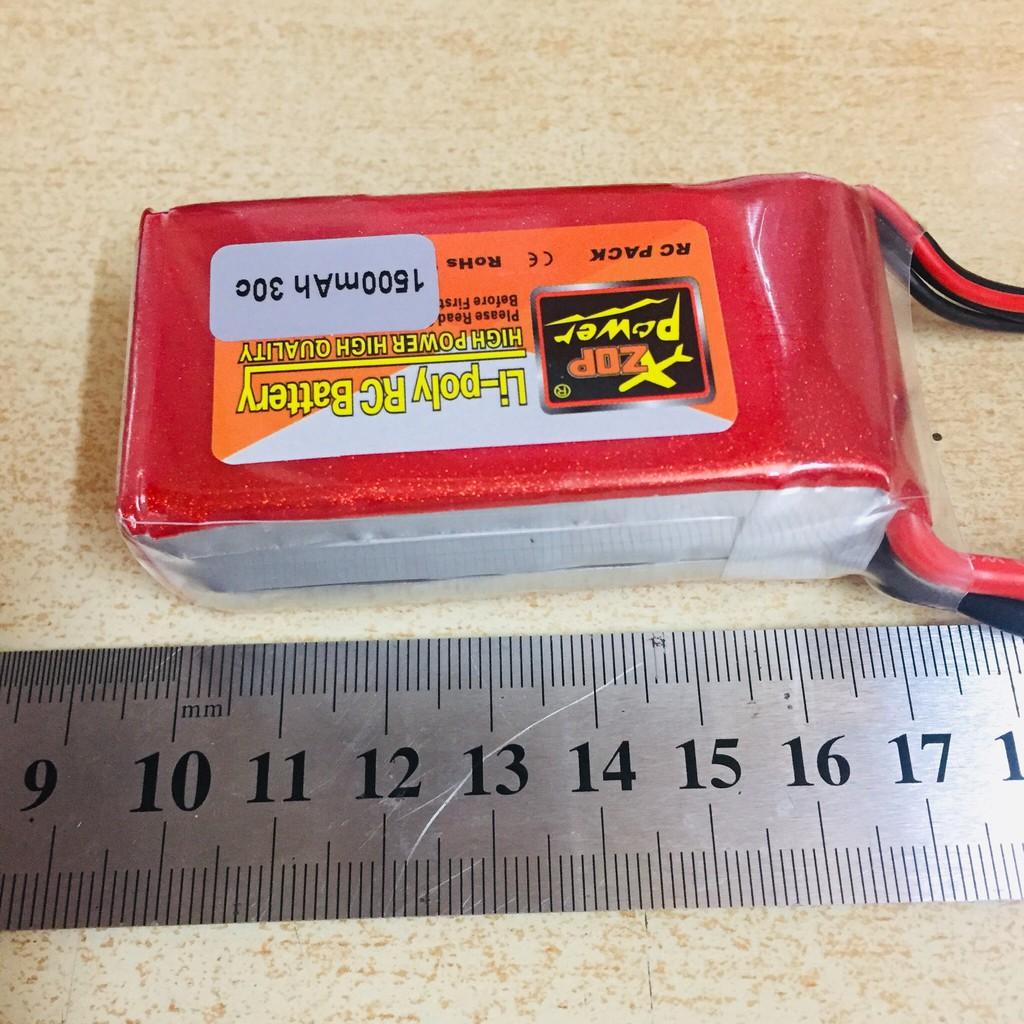 ZOP
Power
®
Li-poly RC Battery
HIGH POWER HIGH QUALITY
Please Read
Before First
RC PACK CE RoHS
1500mAh 30c
mm
9 10 11 12 13 14 15 16 17 1